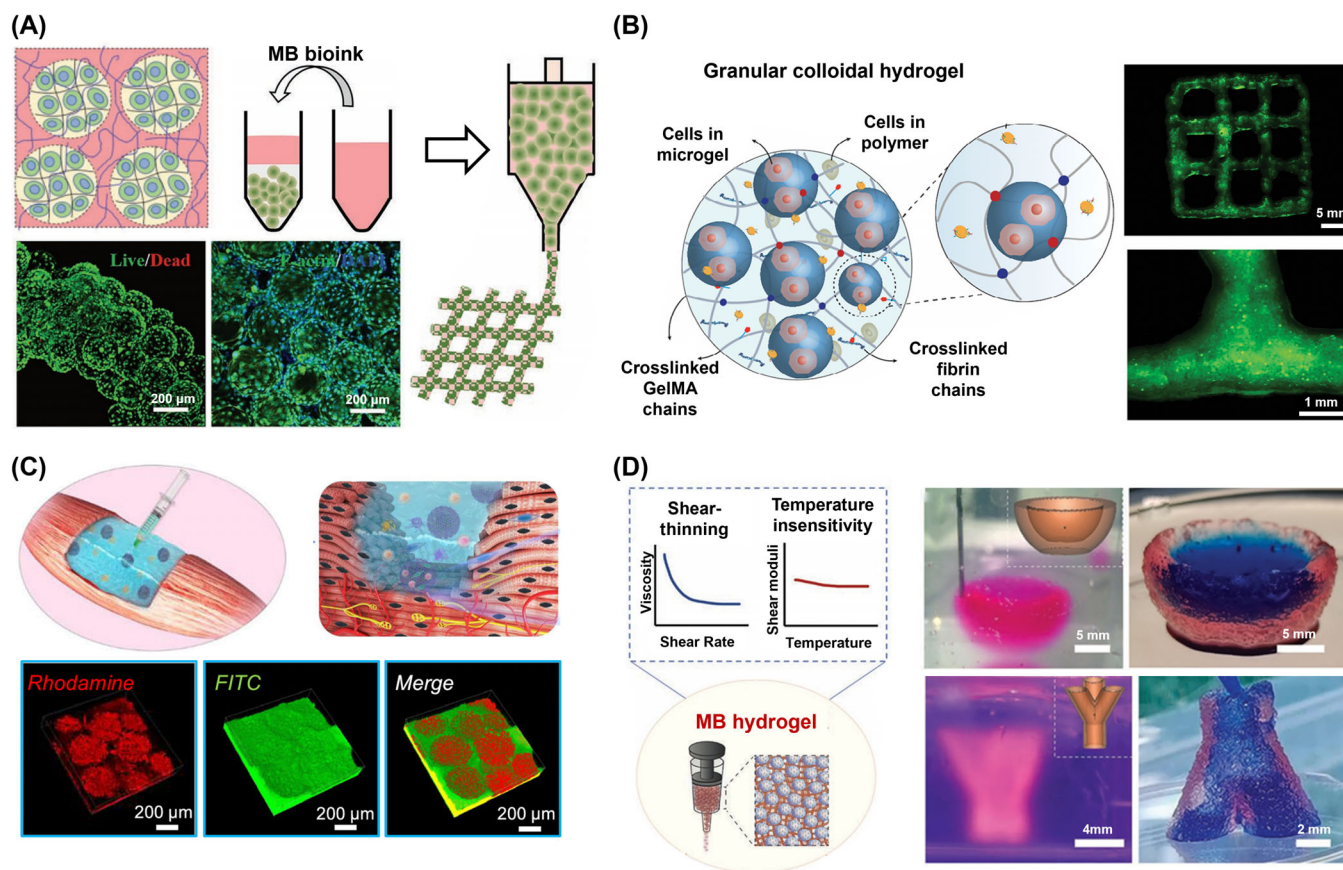 (A)
MB bioink
Live/Dead
200 µm
F-actin/DAPI
200 µm
(B)
Granular colloidal hydrogel
Cells in
microgel
Cells in
polymer
Crosslinked
GelMA
chains
Crosslinked
fibrin
chains
5 mm
1 mm
(C)
Rhodamine
200 µm
FITC
200 µm
Merge
200 µm
(D)
Shear-
thinning
Viscosity
Shear Rate
Temperature
insensitivity
Shear moduli
Temperature
MB hydrogel
5 mm
5 mm
4mm
2 mm